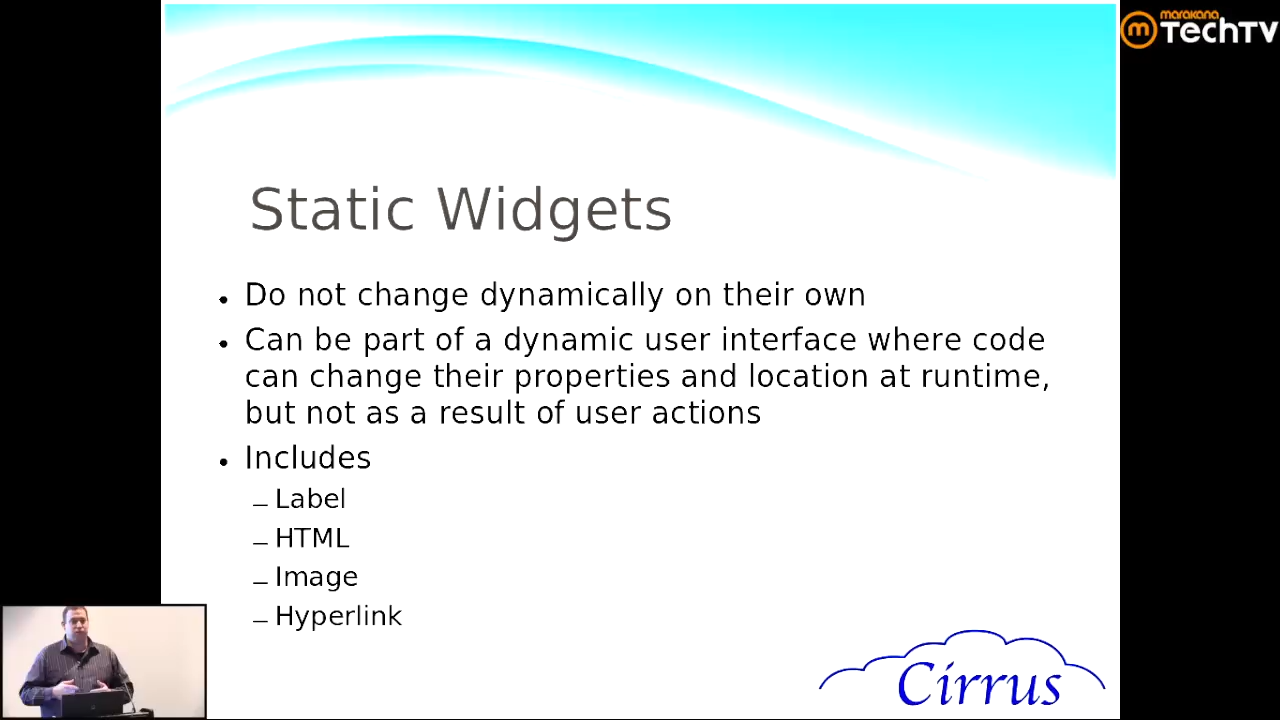 marakana
m TechTV
Static Widgets
• Do not change dynamically on their own
• Can be part of a dynamic user interface where code
can change their properties and location at runtime,
but not as a result of user actions
• Includes
– Label
– HTML
– Image
– Hyperlink
Cirrus